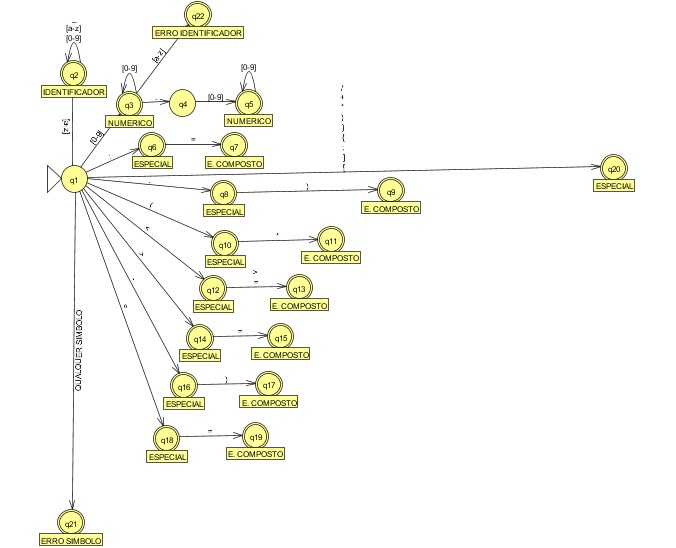 q22
ERRO IDENTIFICADOR
[a-z]
[0-9]
q2
IDENTIFICADOR
[a-z]
[0-9]
q3
NUMERICO
[a-z]
[0-9]
q4
[0-9]
[0-9]
q5
NUMERICO
[0-9]
q6
ESPECIAL
=
q7
E. COMPOSTO
q1
q20
ESPECIAL
q8
ESPECIAL
)
q9
E. COMPOSTO
(
q10
ESPECIAL
q11
E. COMPOSTO
<
q12
ESPECIAL
>
=
q13
E. COMPOSTO
q14
ESPECIAL
=
q15
E. COMPOSTO
q16
ESPECIAL
q17
E. COMPOSTO
q18
ESPECIAL
=
q19
E. COMPOSTO
QUALQUER SIMBOLO
q21
ERRO SIMBOLO